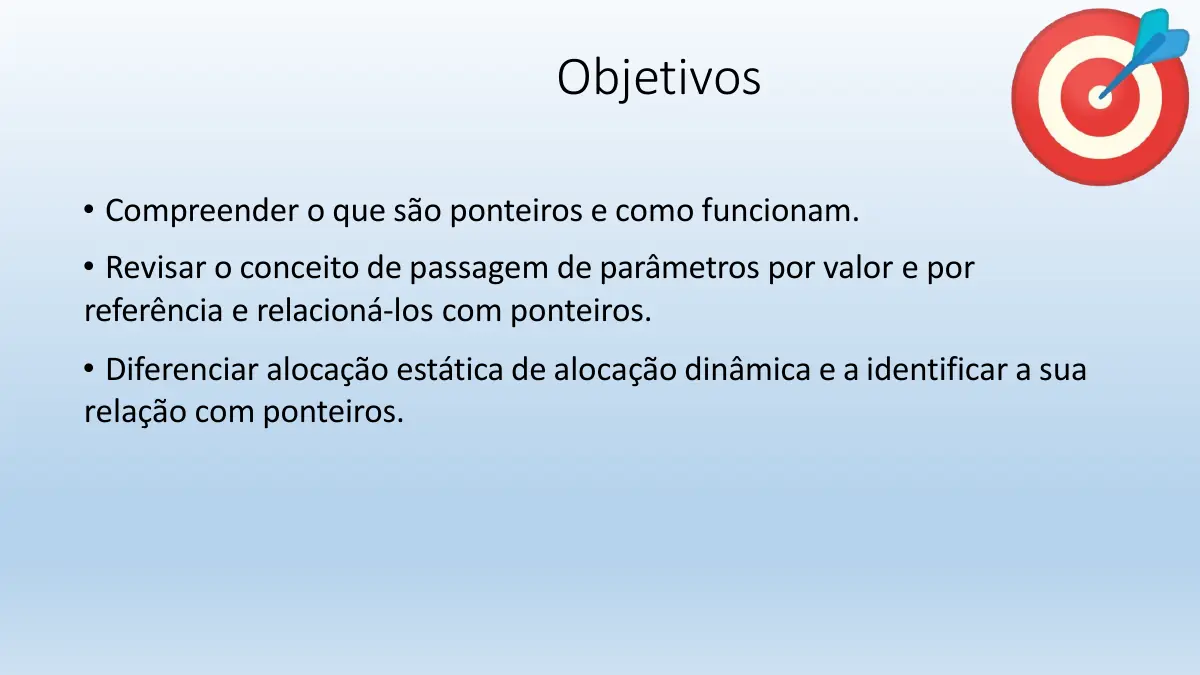 Objetivos
• Compreender o que são ponteiros e como funcionam.
• Revisar o conceito de passagem de parâmetros por valor e por
referência e relacioná-los com ponteiros.
• Diferenciar alocação estática de alocação dinâmica e a identificar a sua
relação com ponteiros.